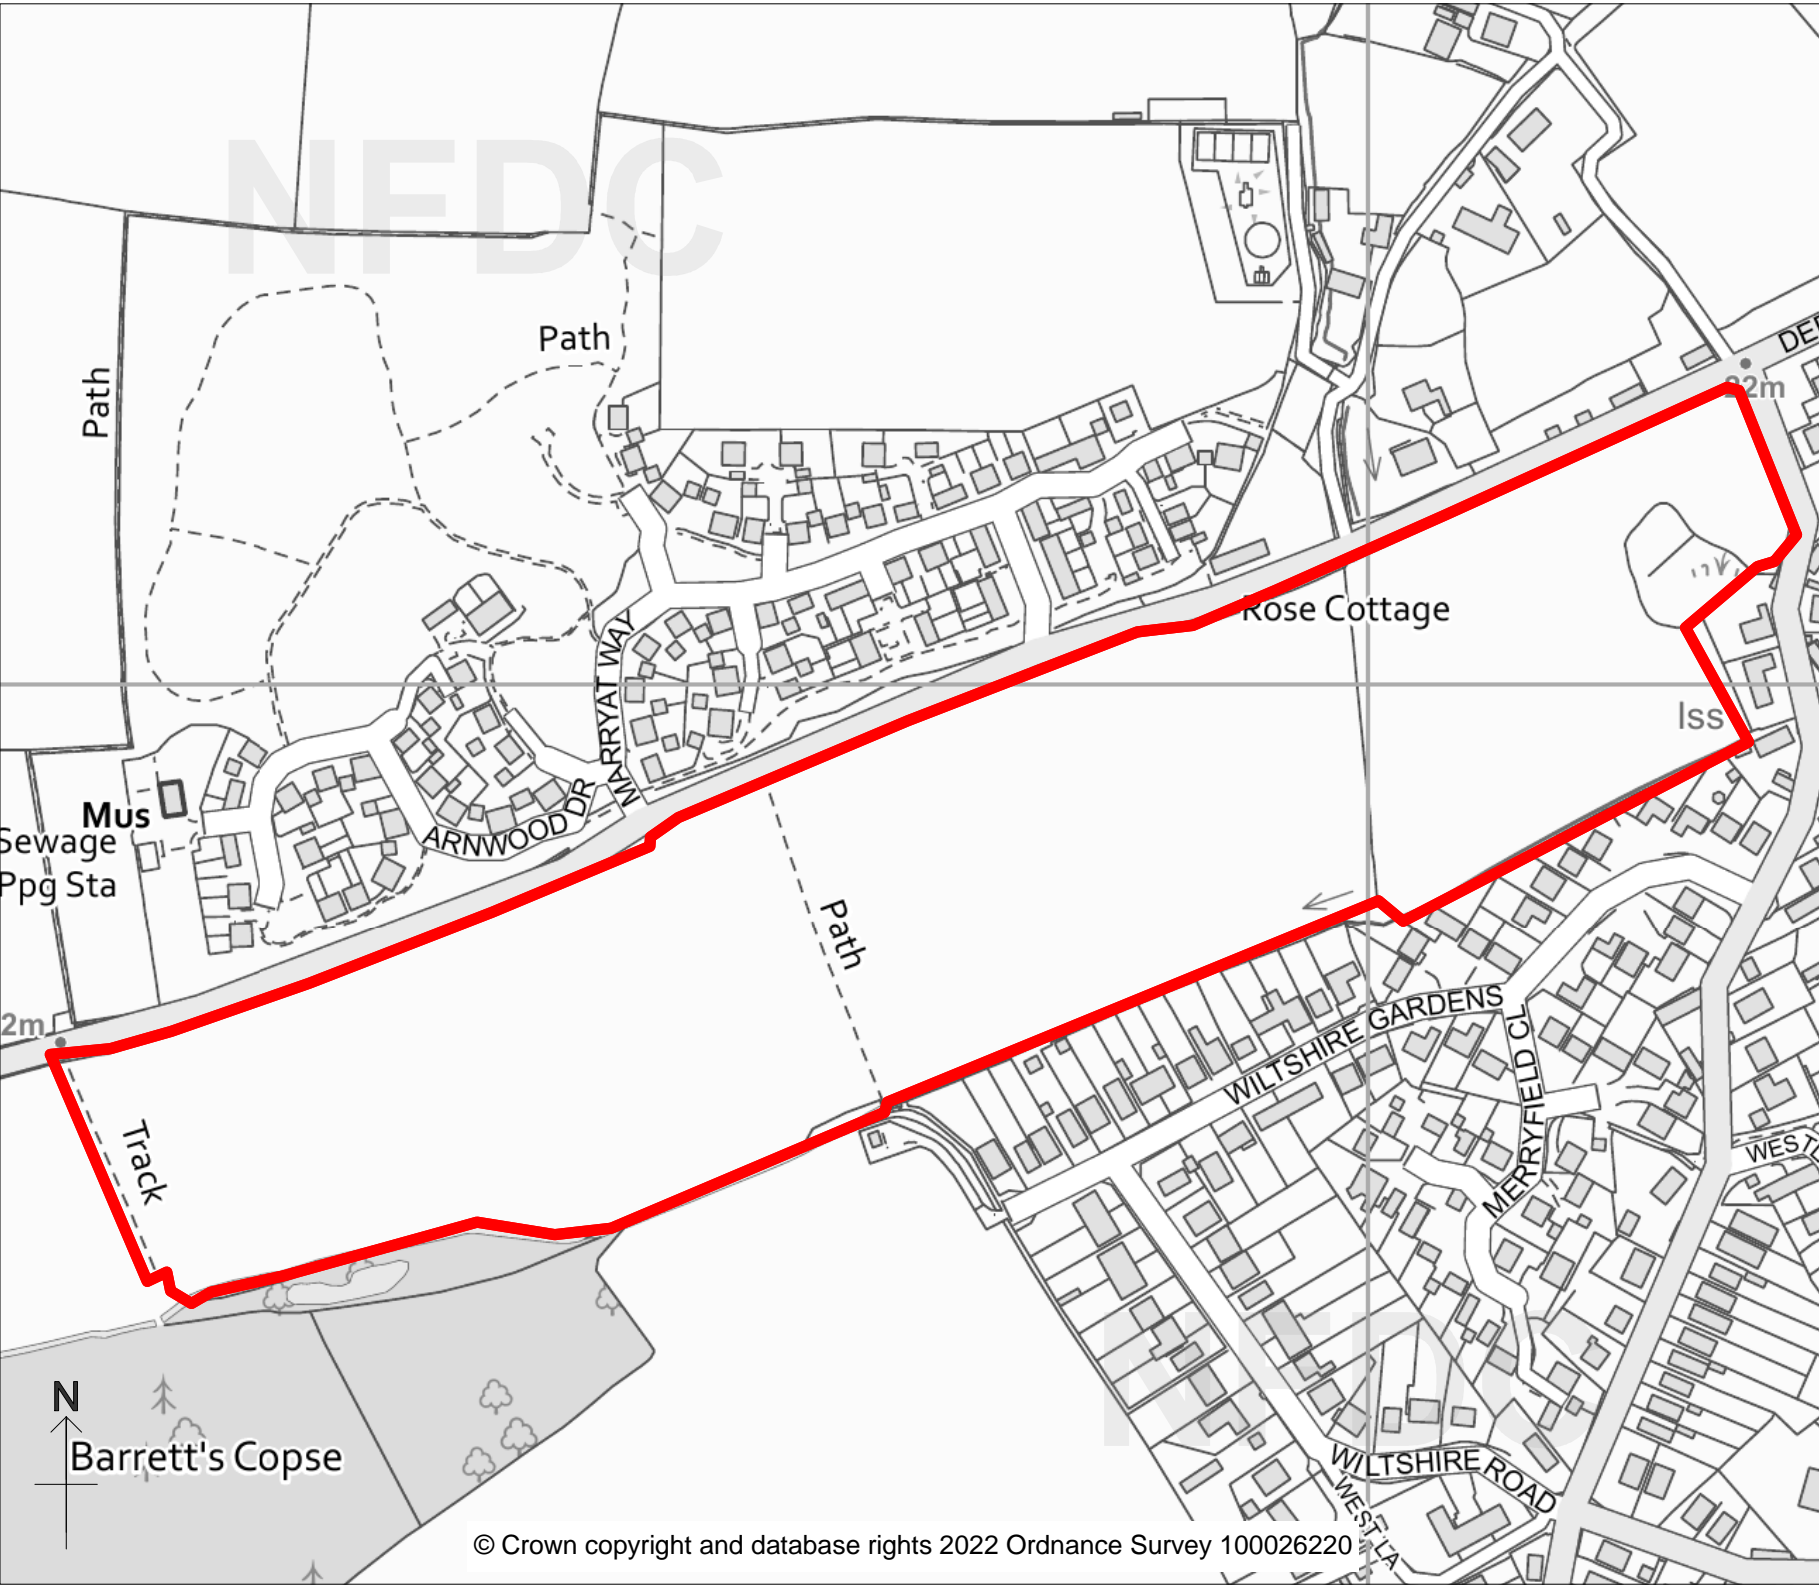 NFDC
Path
Path
DE
22m
Rose Cottage
MARRYAT WAY
Iss
Mus
Sewage
Ppg Sta
ARNWOOD DR
Path
2m
WILTSHIRE GARDENS
MERRYFIELD CL
Track
WEST
NFDC
N
Barrett's Copse
WILTSHIRE ROAD
WEST LA
© Crown copyright and database rights 2022 Ordnance Survey 100026220